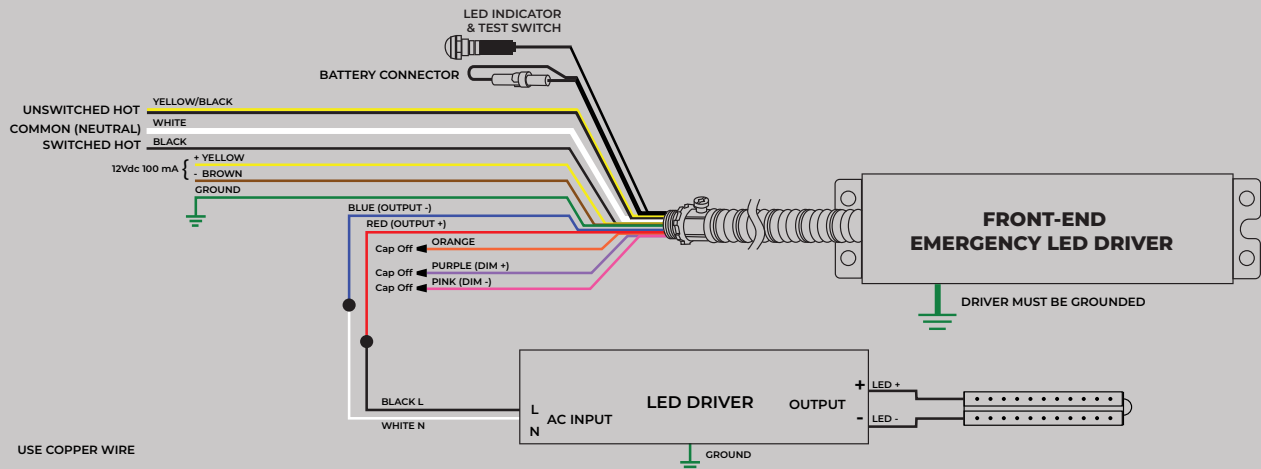 LED INDICATOR
& TEST SWITCH
BATTERY CONNECTOR
UNSWITCHED HOT
YELLOW/BLACK
COMMON (NEUTRAL)
WHITE
SWITCHED HOT
BLACK
12Vdc 100 mA {
+ YELLOW
- BROWN
GROUND
BLUE (OUTPUT -)
RED (OUTPUT +)
Cap Off
ORANGE
Cap Off
PURPLE (DIM +)
Cap Off
PINK (DIM -)
FRONT-END
EMERGENCY LED DRIVER
DRIVER MUST BE GROUNDED
BLACK L
WHITE N
L
N
AC INPUT
LED DRIVER
OUTPUT
+
-
LED +
LED -
GROUND
USE COPPER WIRE